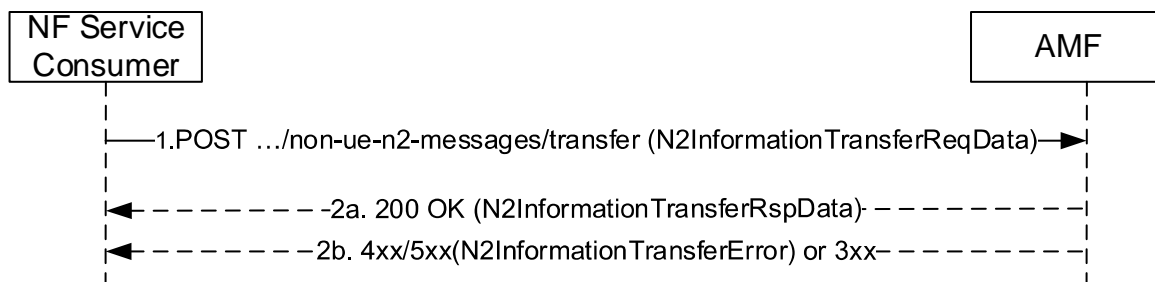 NF Service
Consumer
AMF
1.POST …/non-ue-n2-messages/transfer (N2InformationTransferReqData)
2a. 200 OK (N2InformationTransferRspData)
2b. 4xx/5xx(N2InformationTransferError) or 3xx